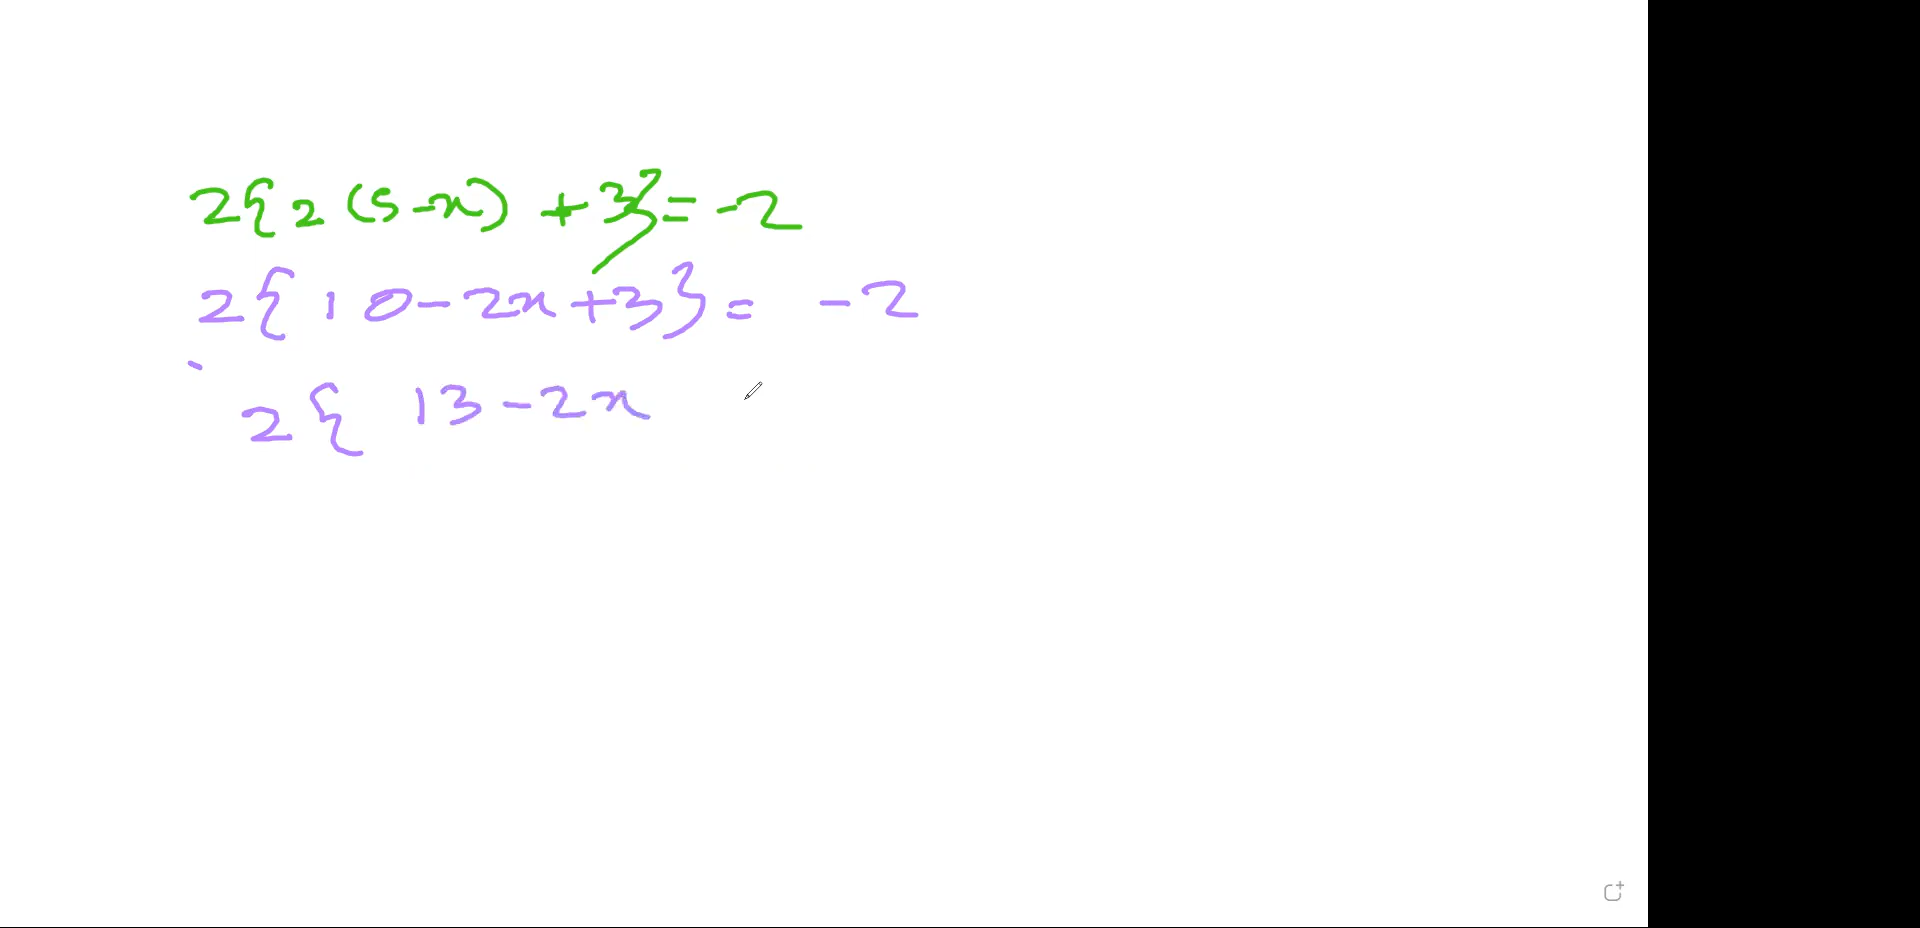 2{2(5-x) +3}= -2
2{10-2x+3}= -2
2{ 13-2x